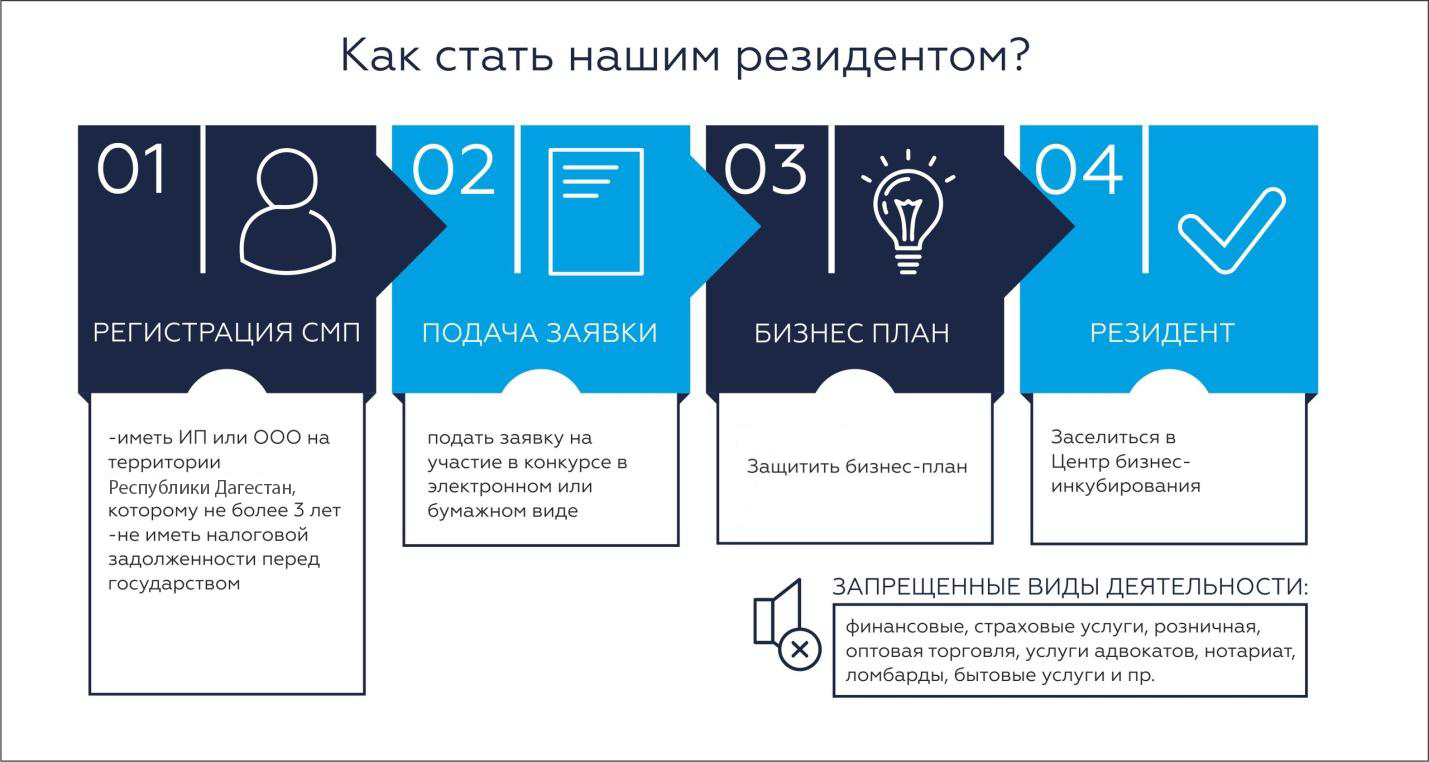 Как стать нашим резидентом?
01
РЕГИСТРАЦИЯ СМП
-иметь ИП или ООО на
территории
Республики Дагестан,
которому не более 3 лет
-не иметь налоговой
задолженности перед
государством
02
ПОДАЧА ЗАЯВКИ
подать заявку на
участие в конкурсе в
электронном или
бумажном виде
03
БИЗНЕС ПЛАН
Защитить бизнес-план
04
РЕЗИДЕНТ
Заселиться в
Центр бизнес-
инкубирования
ЗАПРЕЩЕННЫЕ ВИДЫ ДЕЯТЕЛЬНОСТИ:
финансовые, страховые услуги, розничная,
оптовая торговля, услуги адвокатов, нотариат,
ломбарды, бытовые услуги и пр.